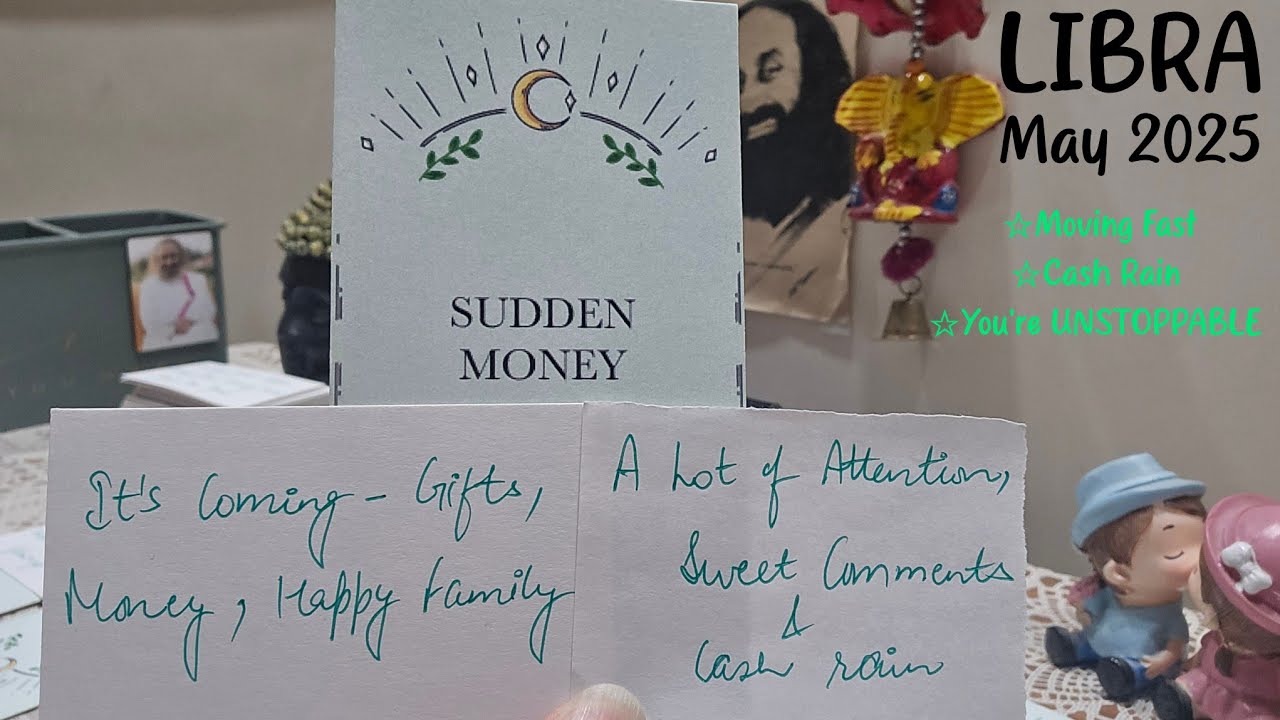 LIBRA
May 2025
☆Moving Fast
☆Cash Rain
☆You're UNSTOPPABLE
SUDDEN
MONEY
It's Coming - Gifts,
Money, Happy Family
A Lot of Attention,
Sweet Comments
&
Cash rain